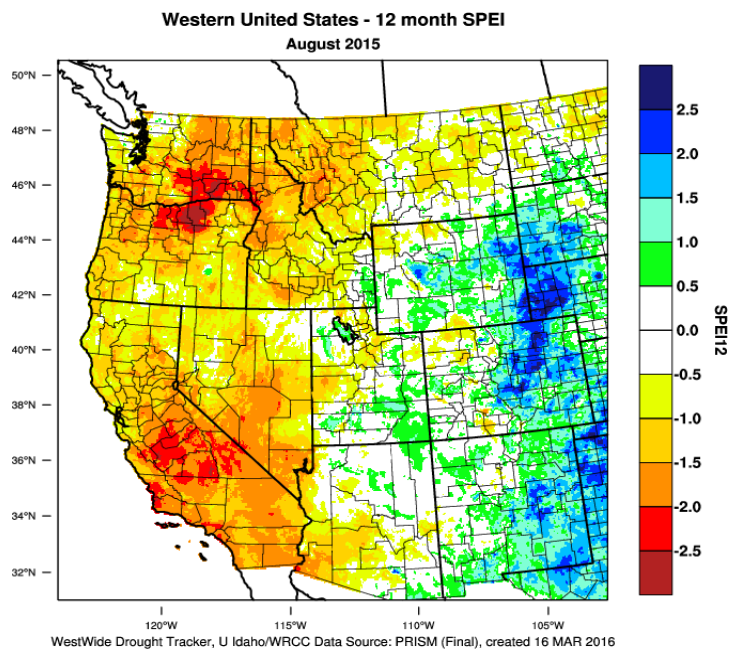 Western United States - 12 month SPEI
August 2015
50°N
48°N
46°N
44°N
42°N
40°N
38°N
36°N
34°N
32°N
120°W
115°W
110°W
105°W
2.5
2.0
1.5
1.0
0.5
0.0
-0.5
-1.0
-1.5
-2.0
-2.5
SPEI12
WestWide Drought Tracker, U Idaho/WRCC Data Source: PRISM (Final), created 16 MAR 2016